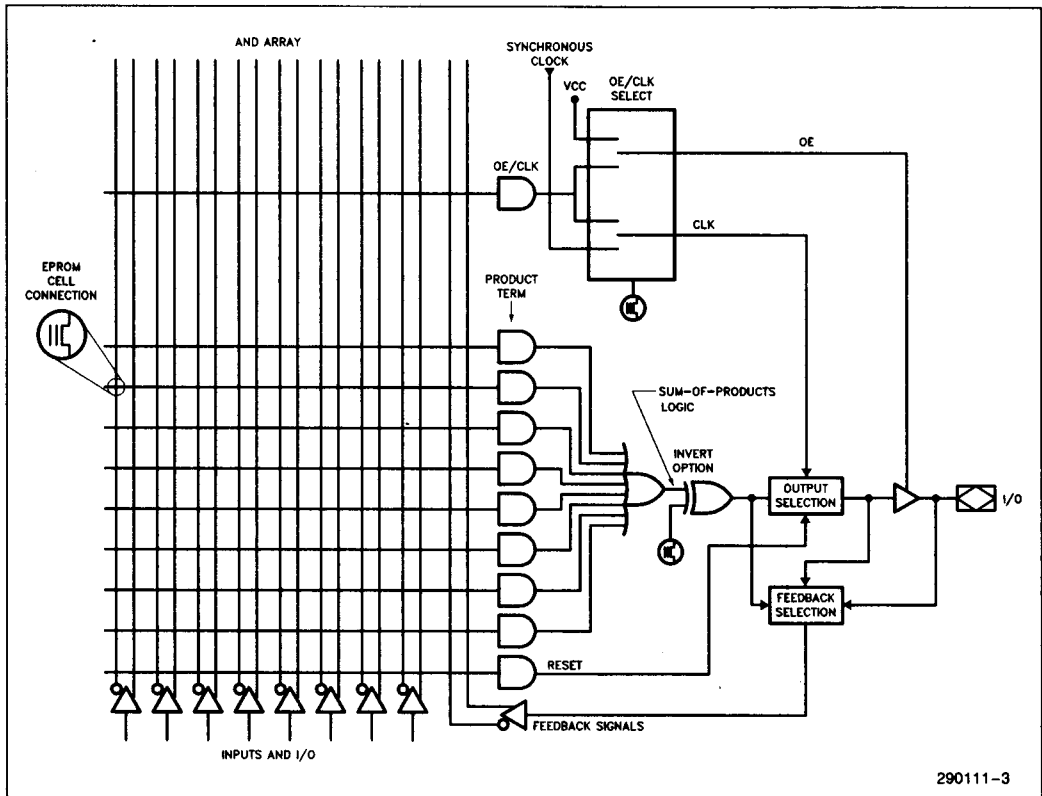 AND ARRAY
SYNCHRONOUS
CLOCK
VCC
OE/CLK
SELECT
OE
OE/CLK
CLK
EPROM
CELL
CONNECTION
PRODUCT
TERM
SUM-OF-PRODUCTS
LOGIC
INVERT
OPTION
OUTPUT
SELECTION
I/O
FEEDBACK
SELECTION
RESET
FEEDBACK SIGNALS
INPUTS AND I/O
290111-3